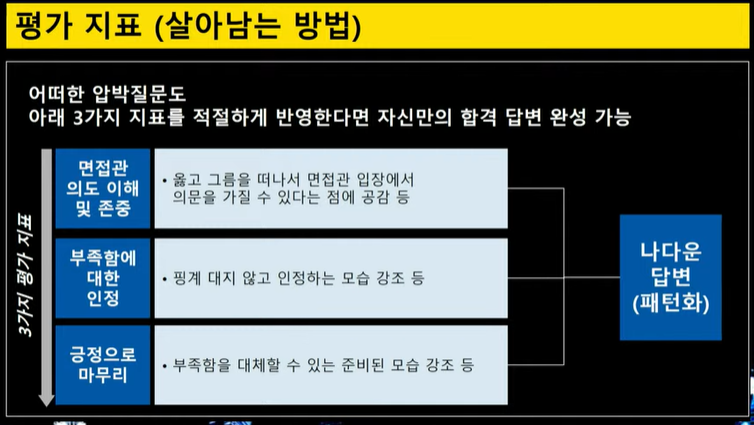 평가 지표 (살아남는 방법)
어떠한 압박질문도
아래 3가지 지표를 적절하게 반영한다면 자신만의 합격 답변 완성 가능
3가지 평가 지표
면접관
의도 이해
및 존중
• 옳고 그름을 떠나서 면접관 입장에서
의문을 가질 수 있다는 점에 공감 등
부족함에
대한
인정
• 핑계 대지 않고 인정하는 모습 강조 등
긍정으로
마무리
• 부족함을 대체할 수 있는 준비된 모습 강조 등
나다운
답변
(패턴화)